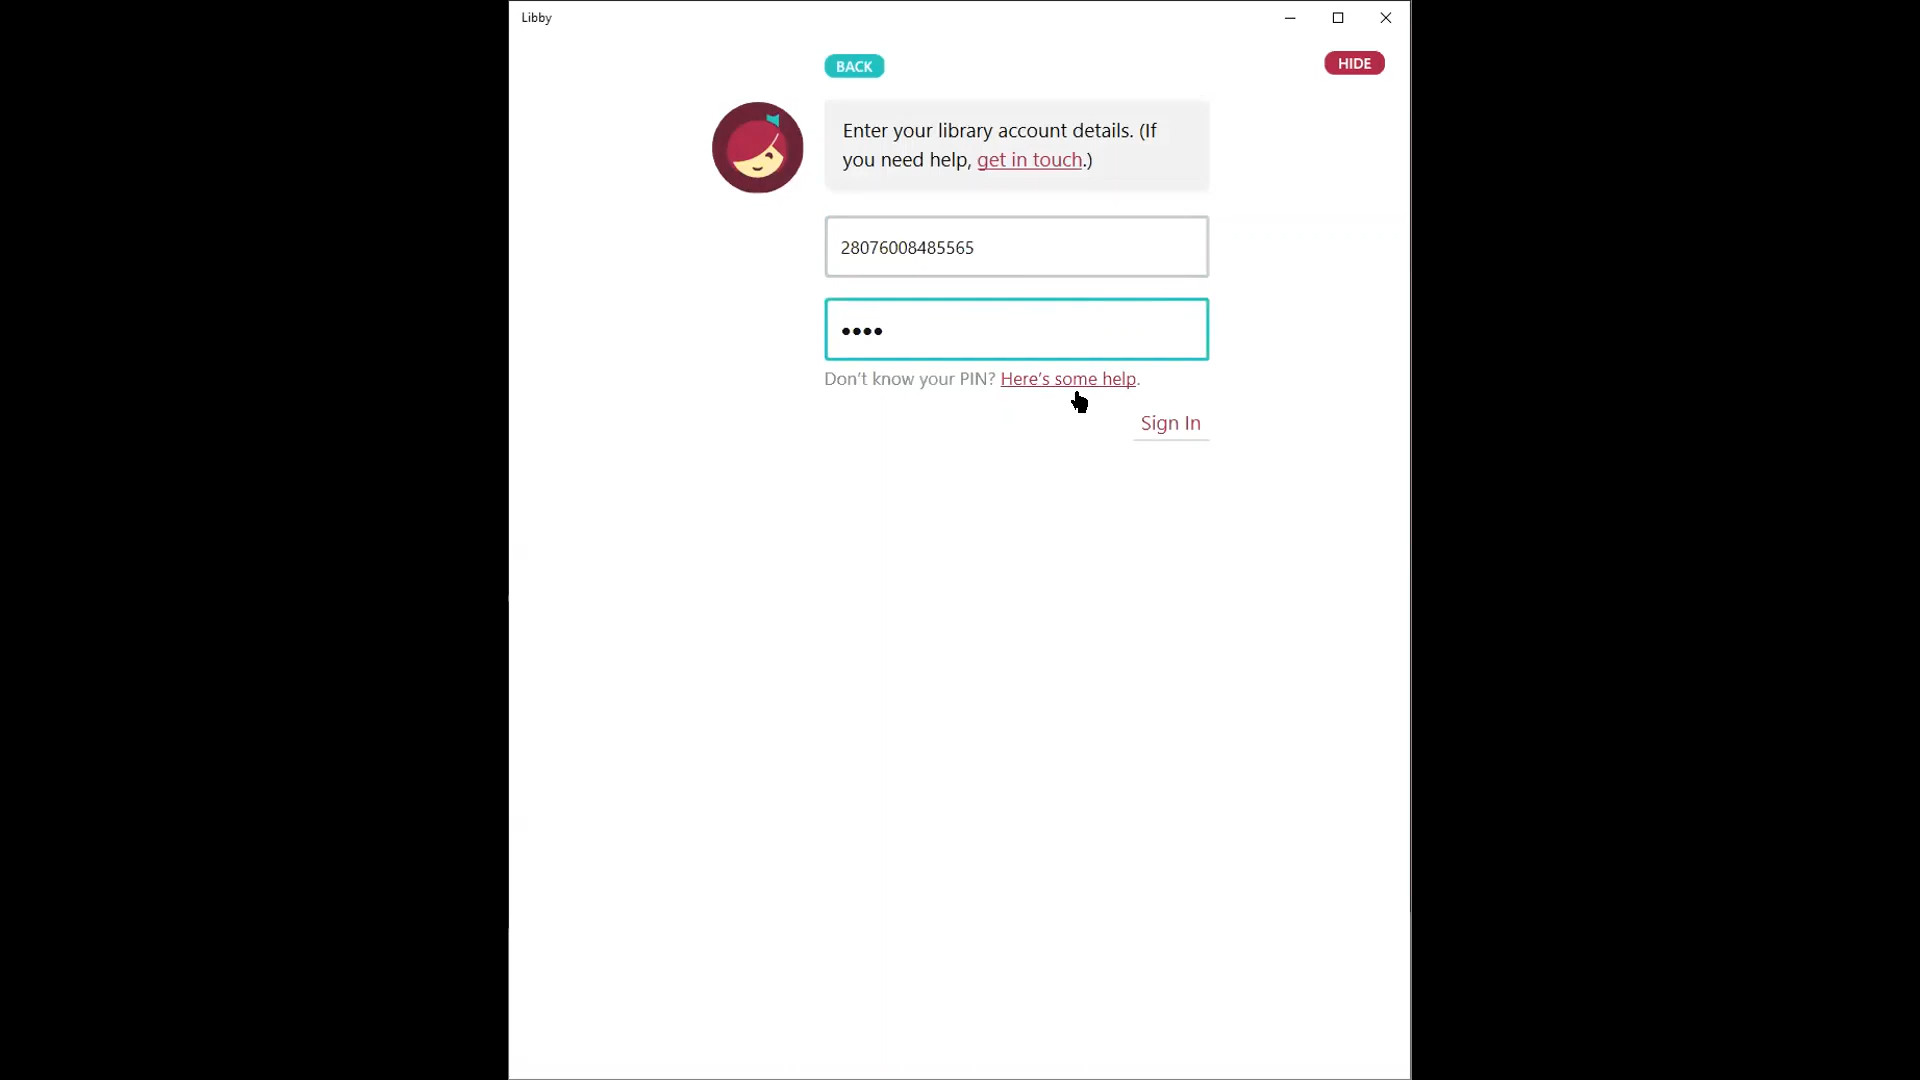 Libby
BACK
HIDE
Enter your library account details. (If
you need help, get in touch.)
28076008485565
••••
Don’t know your PIN? Here’s some help.
Sign In